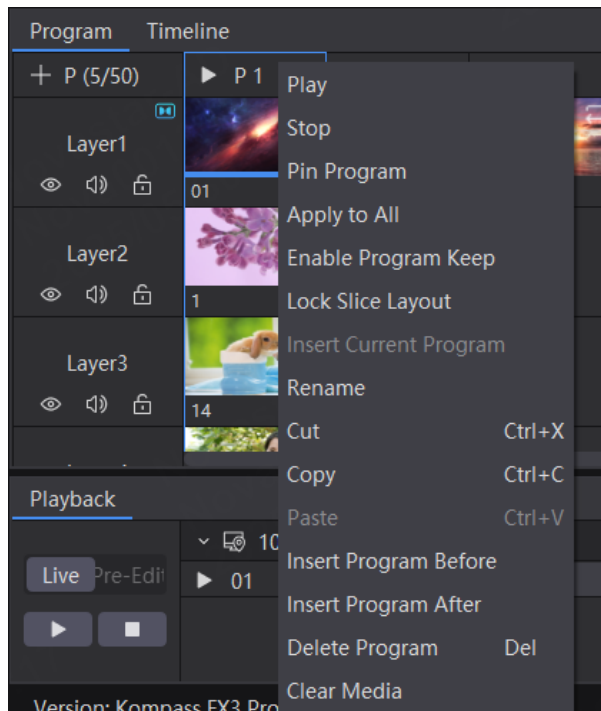 Program Timeline
P (5/50) P 1
Layer1
01
Layer2
1
Layer3
14
Play
Stop
Pin Program
Apply to All
Enable Program Keep
Lock Slice Layout
Insert Current Program
Rename
Cut Ctrl+X
Copy Ctrl+C
Paste Ctrl+V
Insert Program Before
Insert Program After
Delete Program Del
Clear Media
Playback
10
Live Pre-Edit
01
Version: Kompass FX3 Pro